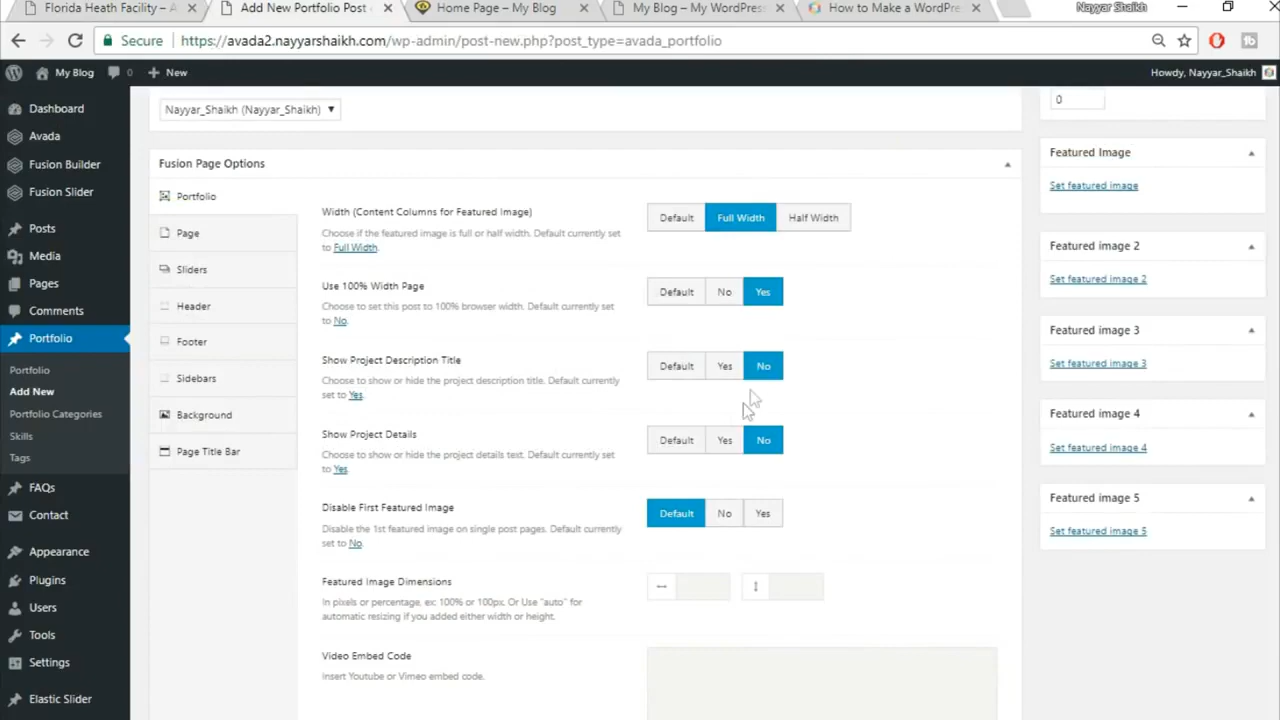 Florida Heath Facility – A
Add New Portfolio Post
Home Page – My Blog
My Blog – My WordPres
How to Make a WordPre
Nayyar Shaikh
Secure
https://avada2.nayyarshaikh.com/wp-admin/post-new.php?post_type=avada_portfolio
My Blog
0
New
Howdy, Nayyar_Shaikh
Dashboard
Avada
Fusion Builder
Fusion Slider
Posts
Media
Pages
Comments
Portfolio
Portfolio
Add New
Portfolio Categories
Skills
Tags
FAQs
Contact
Appearance
Plugins
Users
Tools
Settings
Elastic Slider
Nayyar_Shaikh (Nayyar_Shaikh)
Fusion Page Options
Portfolio
Page
Sliders
Header
Footer
Sidebars
Background
Page Title Bar
Width (Content Columns for Featured Image)
Choose if the featured image is full or half width. Default currently set
to Full Width.
Default Full Width Half Width
Use 100% Width Page
Choose to set this post to 100% browser width. Default currently set
to No.
Default No Yes
Show Project Description Title
Choose to show or hide the project description title. Default currently
set to Yes.
Default Yes No
Show Project Details
Choose to show or hide the project details text. Default currently set
to Yes.
Default Yes No
Disable First Featured Image
Disable the 1st featured image on single post pages. Default currently
set to No.
Default No Yes
Featured Image Dimensions
In pixels or percentage, ex: 100% or 100px. Or Use "auto" for
automatic resizing if you added either width or height.
Video Embed Code
Insert Youtube or Vimeo embed code.
0
Featured Image
Set featured image
Featured image 2
Set featured image 2
Featured image 3
Set featured image 3
Featured image 4
Set featured image 4
Featured image 5
Set featured image 5